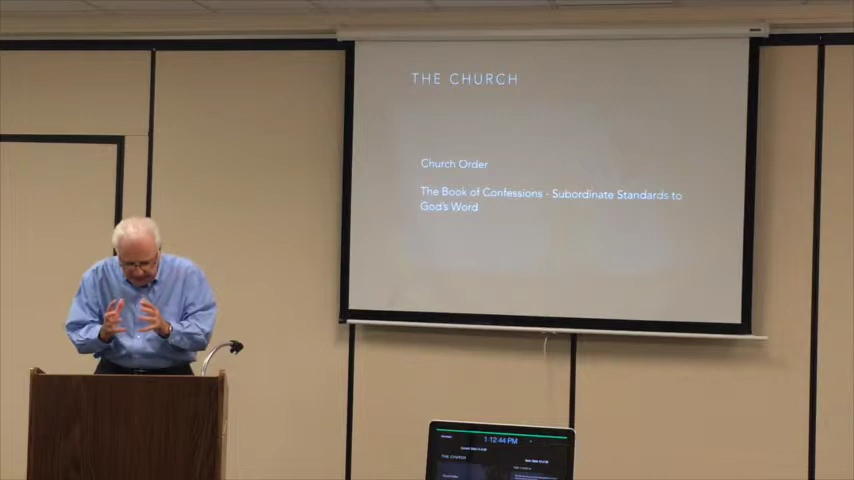 THE CHURCH
Church Order
The Book of Confessions - Subordinate Standards to
God's Word
1:12:44 PM
THE CHURCH